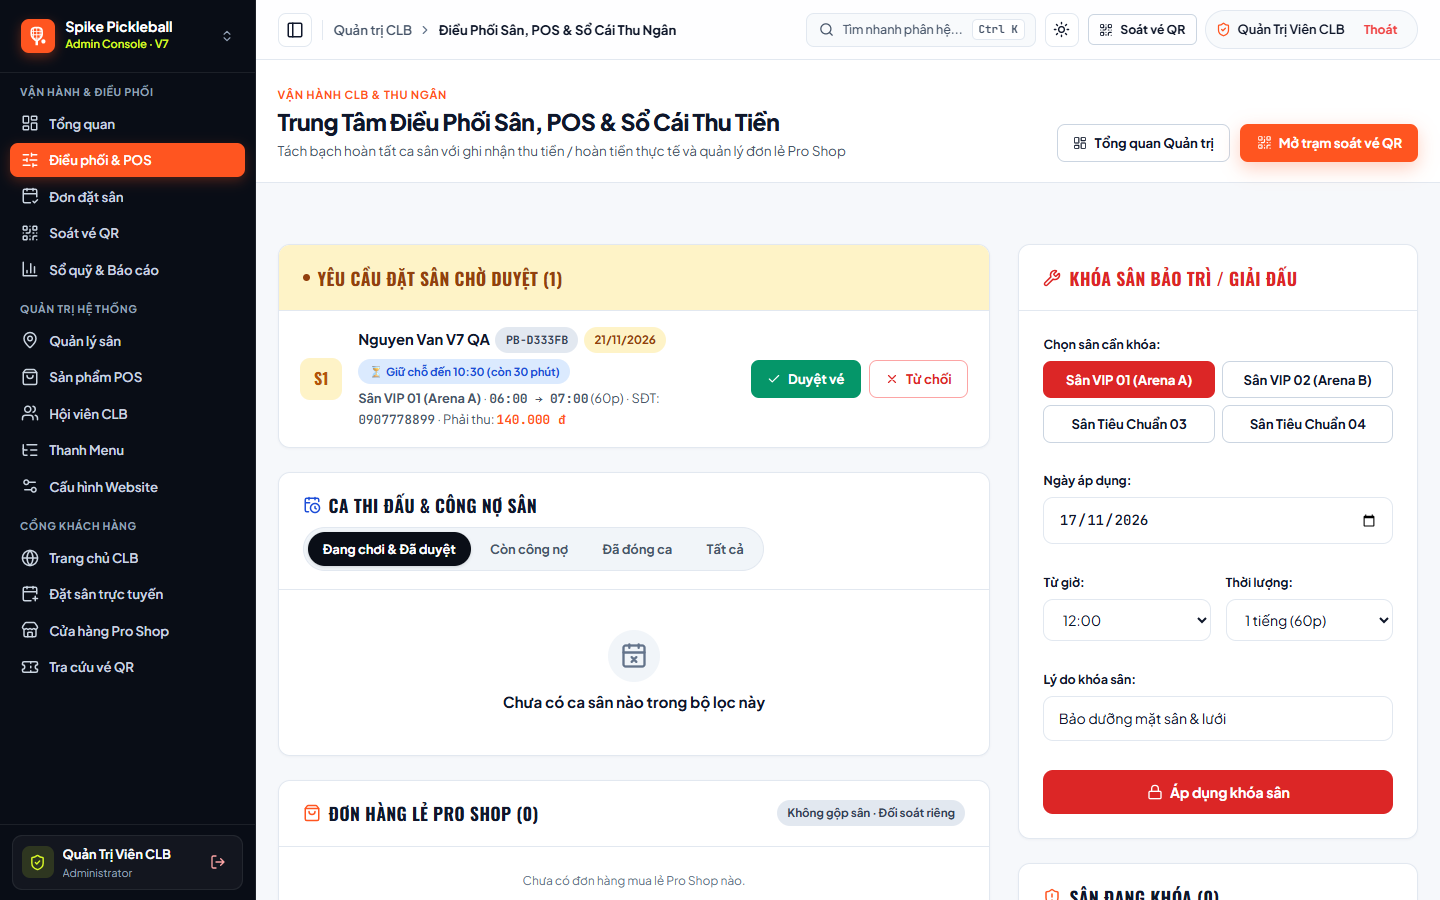 Spike Pickleball
Admin Console · V7
VẬN HÀNH & ĐIỀU PHỐI
Tổng quan
Điều phối & POS
Đơn đặt sân
Soát vé QR
Sổ quỹ & Báo cáo
QUẢN TRỊ HỆ THỐNG
Quản lý sân
Sản phẩm POS
Hội viên CLB
Thanh Menu
Cấu hình Website
CỔNG KHÁCH HÀNG
Trang chủ CLB
Đặt sân trực tuyến
Cửa hàng Pro Shop
Tra cứu vé QR
Quản Trị Viên CLB
Administrator
Quản trị CLB > Điều Phối Sân, POS & Sổ Cái Thu Ngân
Tìm nhanh phân hệ... Ctrl K
Soát vé QR
Quản Trị Viên CLB Thoát
VẬN HÀNH CLB & THU NGÂN
Trung Tâm Điều Phối Sân, POS & Sổ Cái Thu Tiền
Tách bạch hoàn tất ca sân với ghi nhận thu tiền / hoàn tiền thực tế và quản lý đơn lẻ Pro Shop
Tổng quan Quản trị
Mở trạm soát vé QR
• YÊU CẦU ĐẶT SÂN CHỜ DUYỆT (1)
S1
Nguyen Van V7 QA PB-D333FB 21/11/2026
⏳ Giữ chỗ đến 10:30 (còn 30 phút)
Sân VIP 01 (Arena A) · 06:00 → 07:00 (60p) · SĐT:
0907778899 · Phải thu: 140.000 đ
Duyệt vé
Từ chối
CA THI ĐẤU & CÔNG NỢ SÂN
Đang chơi & Đã duyệt Còn công nợ Đã đóng ca Tất cả
Chưa có ca sân nào trong bộ lọc này
ĐƠN HÀNG LẺ PRO SHOP (0)
Không gộp sân · Đối soát riêng
Chưa có đơn hàng mua lẻ Pro Shop nào.
KHÓA SÂN BẢO TRÌ / GIẢI ĐẤU
Chọn sân cần khóa:
Sân VIP 01 (Arena A) Sân VIP 02 (Arena B)
Sân Tiêu Chuẩn 03 Sân Tiêu Chuẩn 04
Ngày áp dụng:
17/11/2026
Từ giờ: Thời lượng:
12:00 1 tiếng (60p)
Lý do khóa sân:
Bảo dưỡng mặt sân & lưới
Áp dụng khóa sân
SÂN ĐANG KHÓA (0)